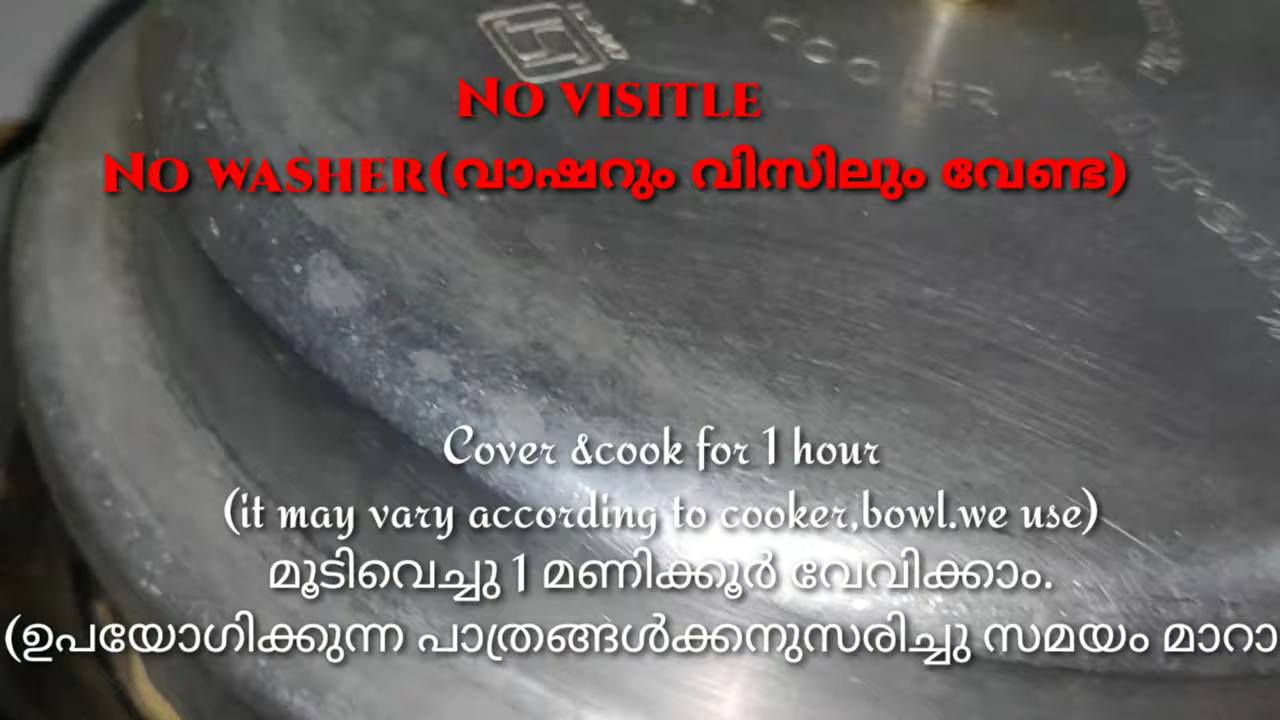 COOKER
No visitle
No washer(വാഷറും വിസിലും വേണ്ട)
Cover &cook for 1 hour
(it may vary according to cooker,bowl.we use)
മൂടിവെച്ചു 1 മണിക്കൂർ വേവിക്കാം.
(ഉപയോഗിക്കുന്ന പാത്രങ്ങൾക്കനുസരിച്ചു സമയം മാറാ